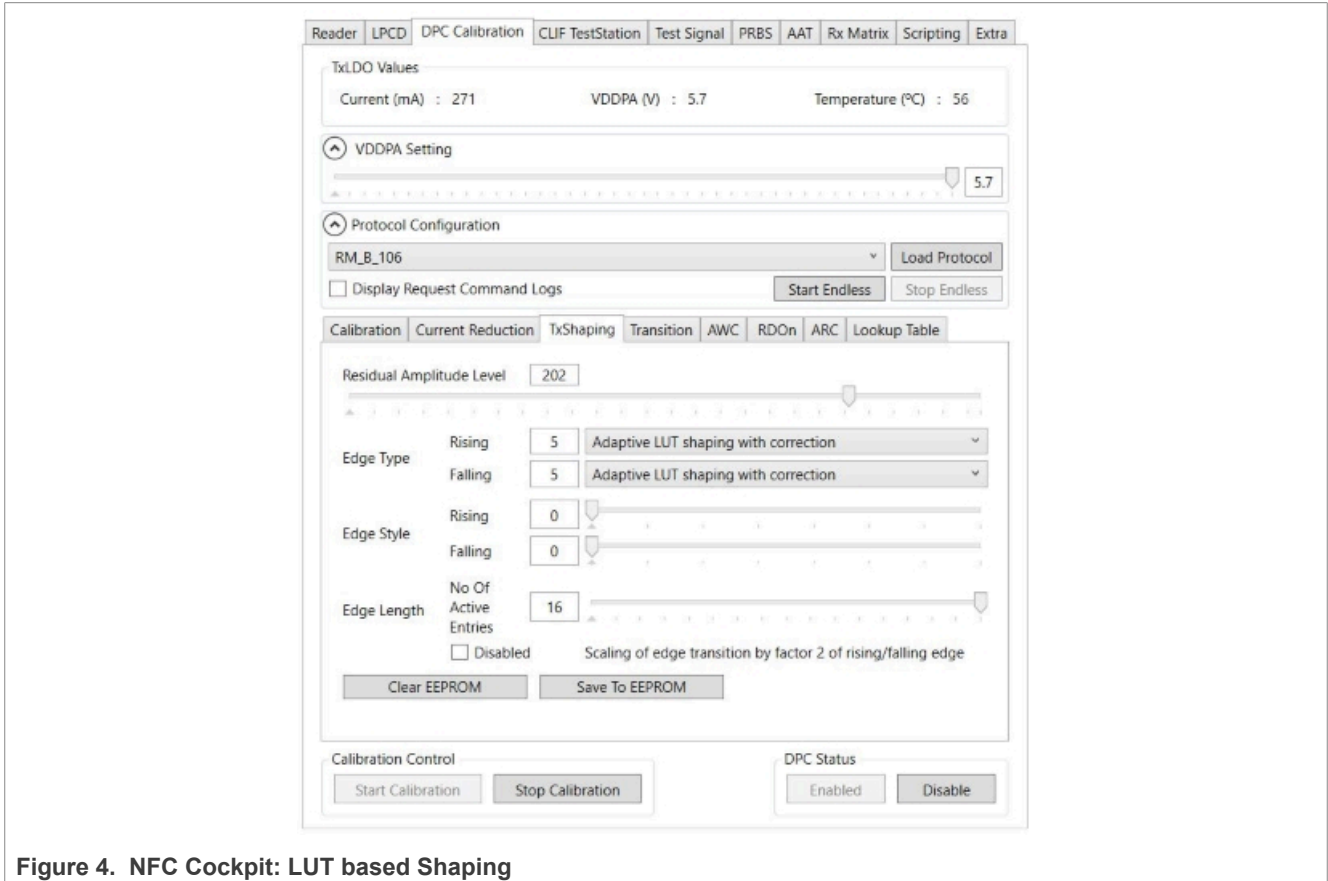 Reader LPCD DPC Calibration CLIF TestStation Test Signal PRBS AAT Rx Matrix Scripting Extra
TxLDO Values
Current (mA) : 271 VDDPA (V) : 5.7 Temperature (ºC) : 56
VDDPA Setting
5.7
Protocol Configuration
RM_B_106 Load Protocol
Display Request Command Logs Start Endless Stop Endless
Calibration Current Reduction TxShaping Transition AWC RDOn ARC Lookup Table
Residual Amplitude Level 202
Edge Type
Rising 5 Adaptive LUT shaping with correction
Falling 5 Adaptive LUT shaping with correction
Edge Style
Rising 0
Falling 0
Edge Length
No Of
Active
Entries
16
Disabled Scaling of edge transition by factor 2 of rising/falling edge
Clear EEPROM Save To EEPROM
Calibration Control DPC Status
Start Calibration Stop Calibration Enabled Disable
Figure 4. NFC Cockpit: LUT based Shaping